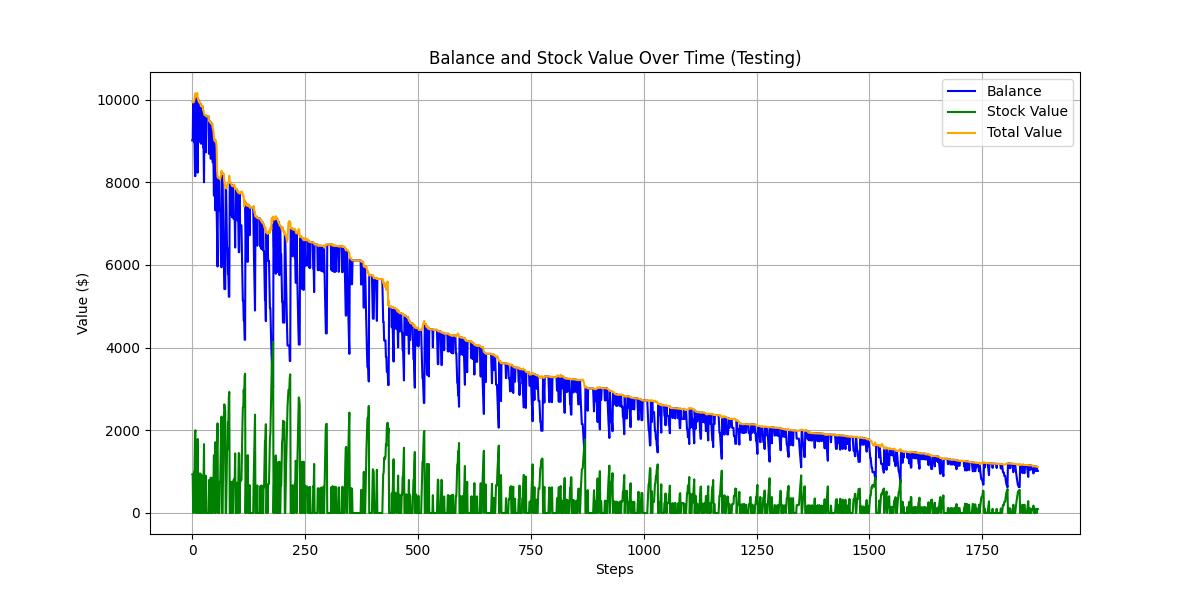 Balance and Stock Value Over Time (Testing)
Balance
Stock Value
Total Value
Value ($)
10000
8000
6000
4000
2000
0
0 250 500 750 1000 1250 1500 1750
Steps